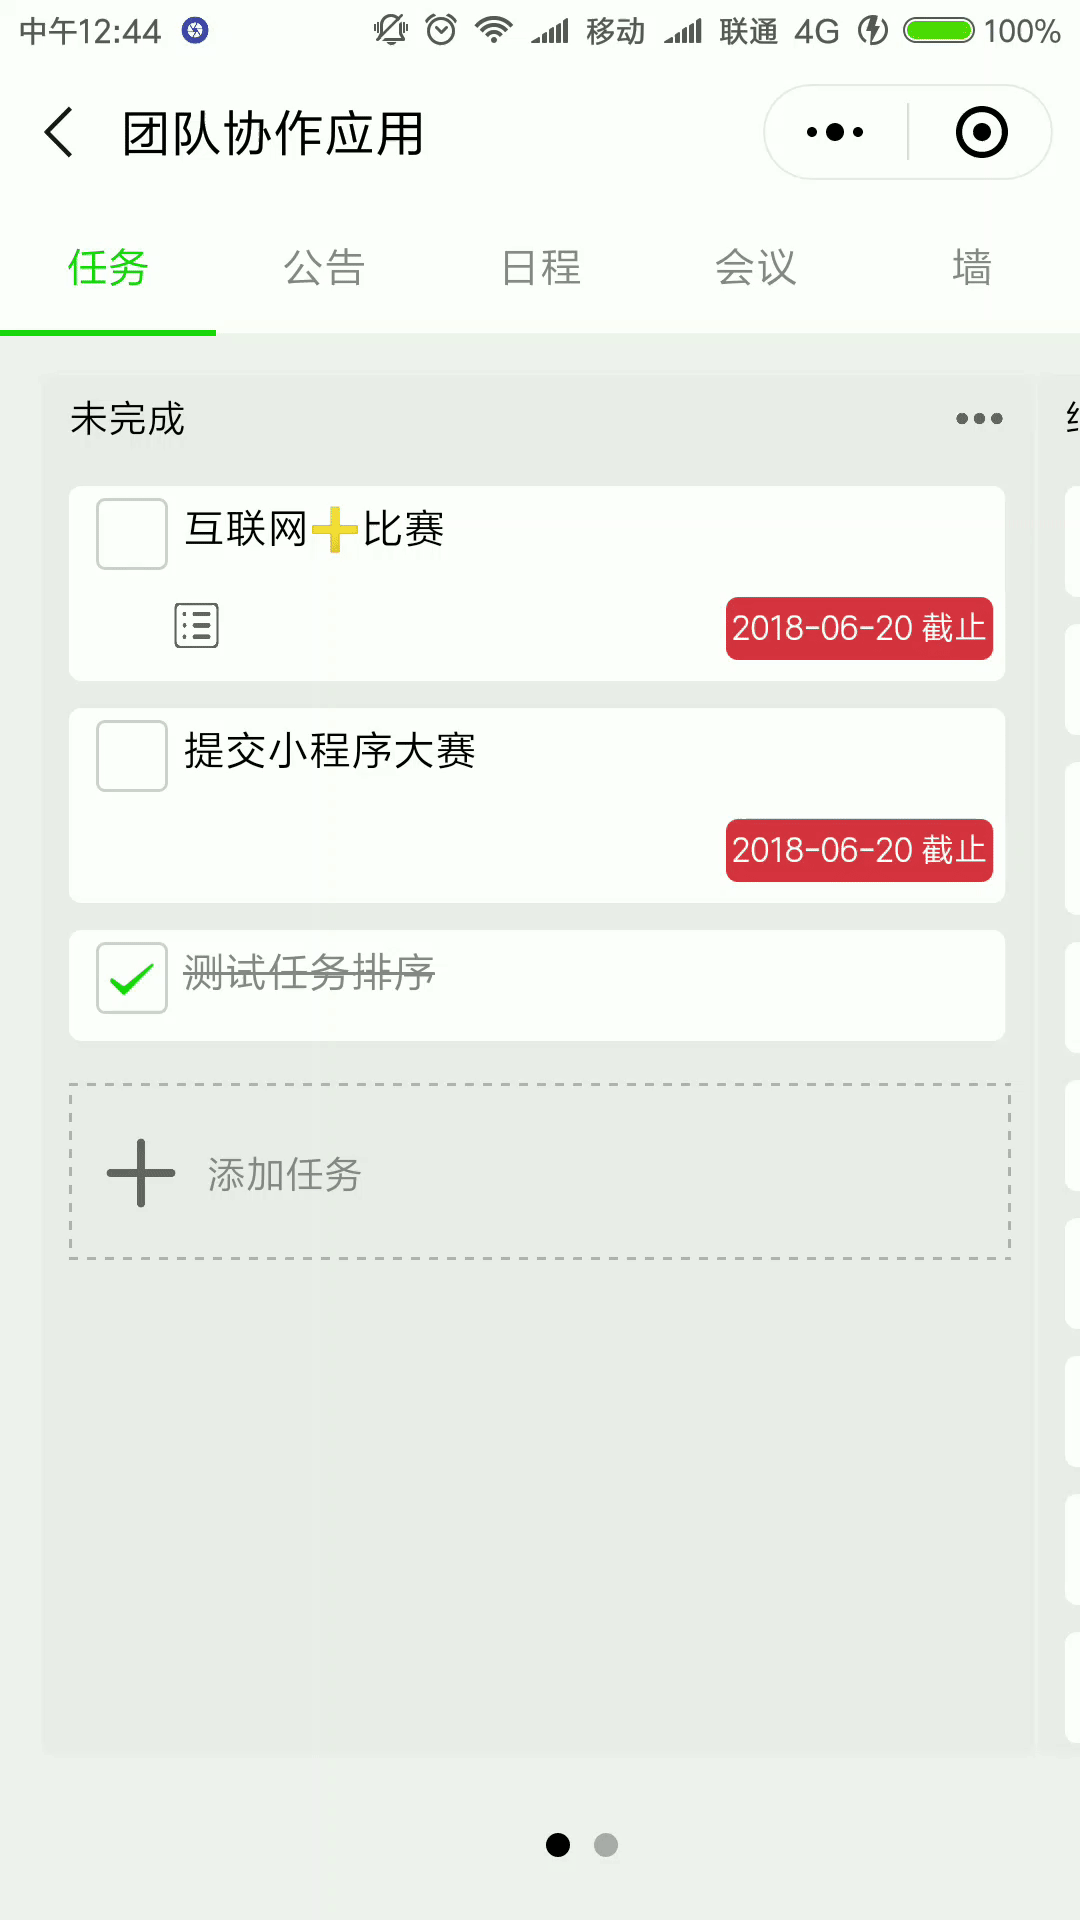 中午12:44 移动 联通 4G 100%
团队协作应用
任务 公告 日程 会议 墙
未完成
互联网➕比赛
2018-06-20 截止
提交小程序大赛
2018-06-20 截止
测试任务排序
添加任务